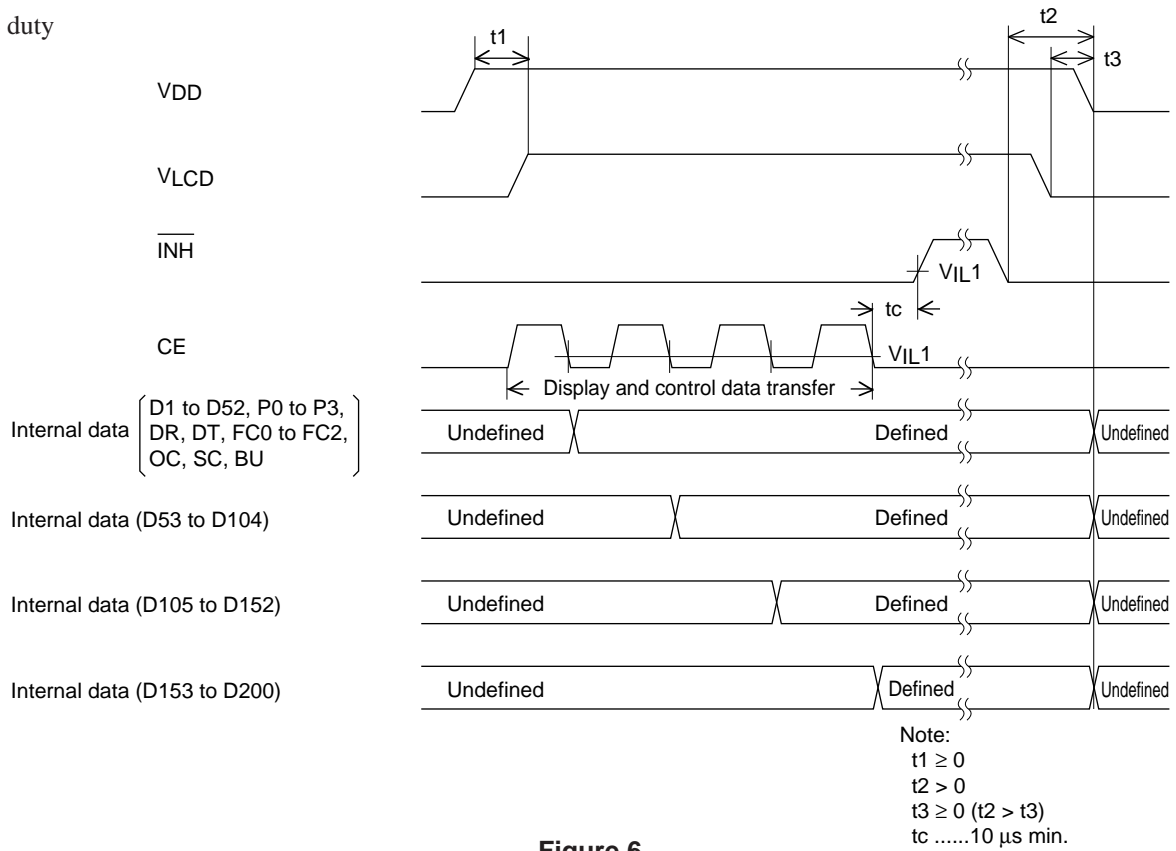 duty
t1
t2
t3
VDD
VLCD
INH
VIL1
tc
CE
VIL1
Display and control data transfer
Internal data
D1 to D52, P0 to P3,
DR, DT, FC0 to FC2,
OC, SC, BU
Undefined
Defined
Undefined
Internal data (D53 to D104)
Undefined
Defined
Undefined
Internal data (D105 to D152)
Undefined
Defined
Undefined
Internal data (D153 to D200)
Undefined
Defined
Undefined
Note:
t1 ≥ 0
t2 > 0
t3 ≥ 0 (t2 > t3)
tc ......10 μs min.
Figure 6